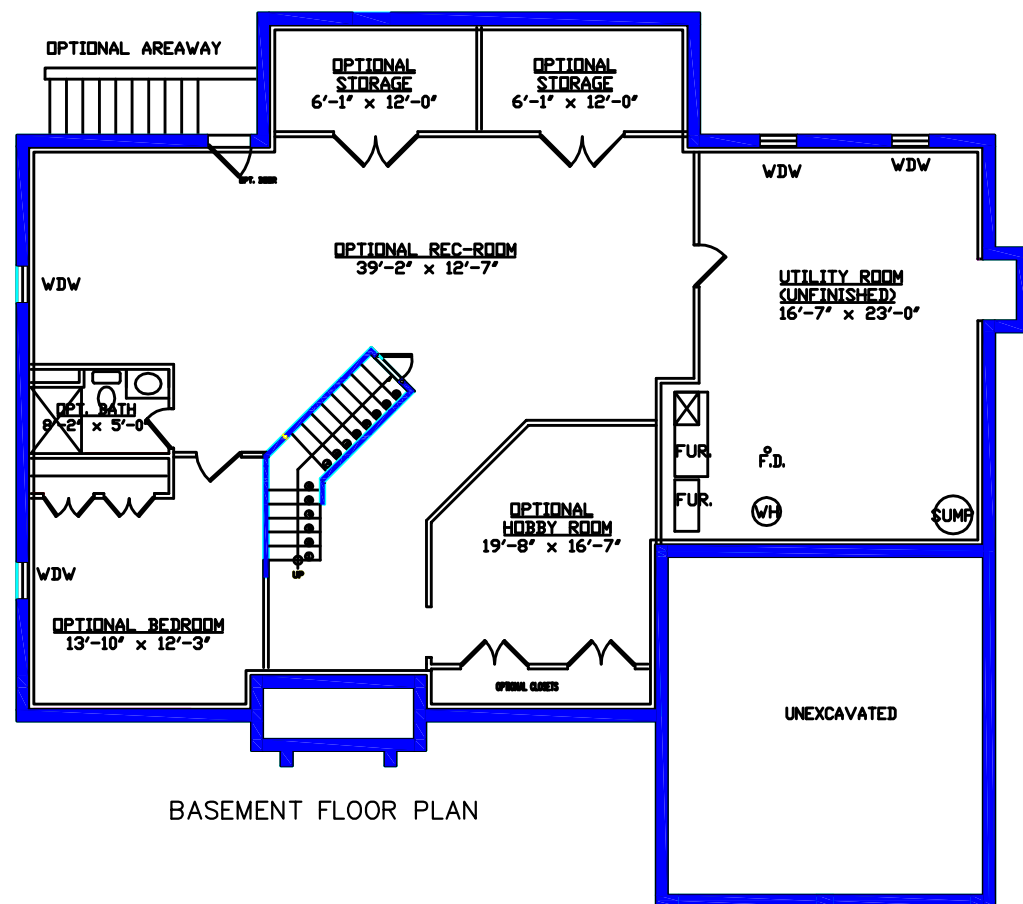 OPTIONAL AREAWAY
OPTIONAL
STORAGE
6'-1" x 12'-0"
OPTIONAL
STORAGE
6'-1" x 12'-0"
OPT. DOOR
WDW
WDW
OPTIONAL REC-ROOM
39'-2" x 12'-7"
WDW
UTILITY ROOM
(UNFINISHED)
16'-7" x 23'-0"
OPT. BATH
8'-2" x 5'-0"
FUR.
F.D.
FUR.
WH
SUMP
OPTIONAL
HOBBY ROOM
19'-8" x 16'-7"
WDW
UP
OPTIONAL BEDROOM
13'-10" x 12'-3"
OPTIONAL CLOSETS
UNEXCAVATED
BASEMENT FLOOR PLAN